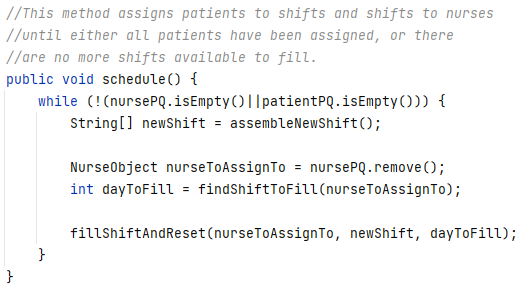 //This method assigns patients to shifts and shifts to nurses
//until either all patients have been assigned, or there
//are no more shifts available to fill.
public void schedule() {
    while (!(nursePQ.isEmpty()||patientPQ.isEmpty())) {
        String[] newShift = assembleNewShift();

        NurseObject nurseToAssignTo = nursePQ.remove();
        int dayToFill = findShiftToFill(nurseToAssignTo);

        fillShiftAndReset(nurseToAssignTo, newShift, dayToFill);
    }
}